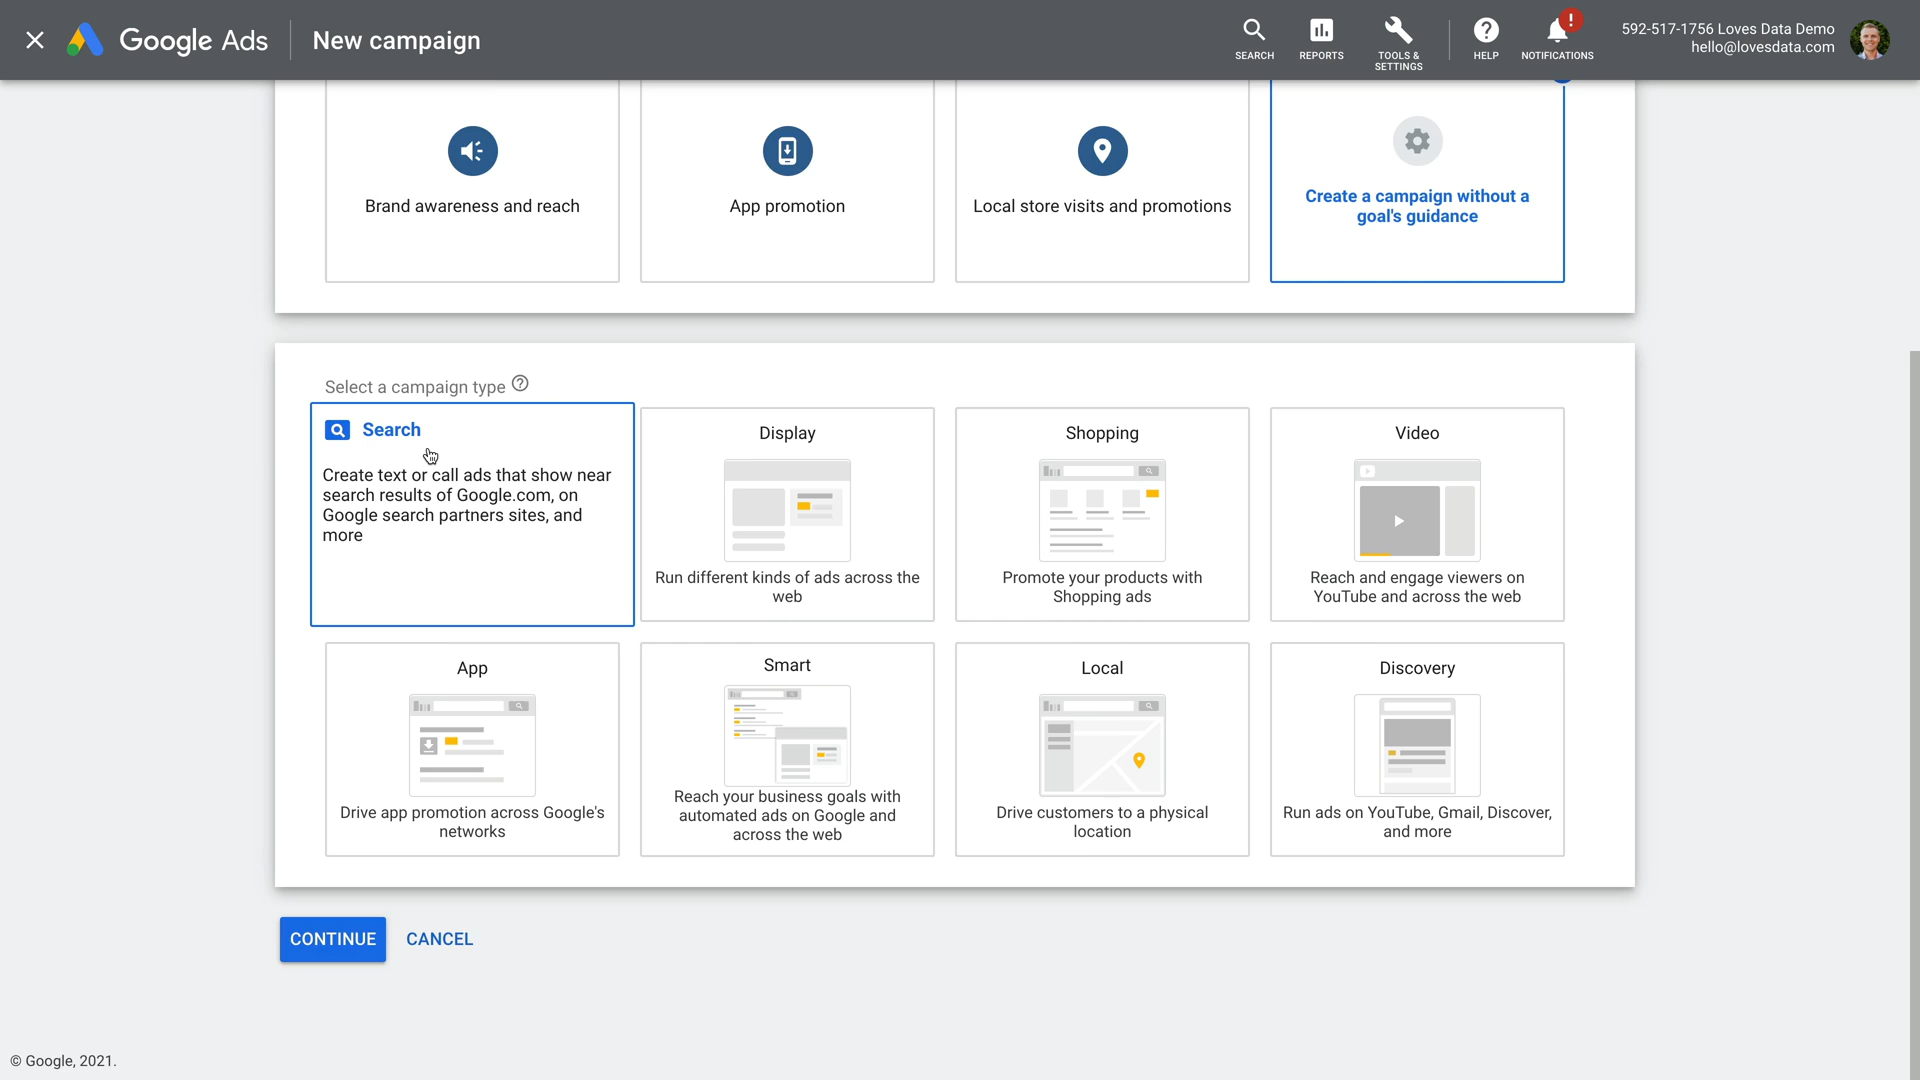 Google Ads
New campaign
SEARCH
REPORTS
TOOLS &
SETTINGS
HELP
!
NOTIFICATIONS
592-517-1756 Loves Data Demo
hello@lovesdata.com
Brand awareness and reach
App promotion
Local store visits and promotions
Create a campaign without a
goal's guidance
Select a campaign type ?
Search
Create text or call ads that show near
search results of Google.com, on
Google search partners sites, and
more
Display
Run different kinds of ads across the
web
Shopping
Promote your products with
Shopping ads
Video
Reach and engage viewers on
YouTube and across the web
App
Drive app promotion across Google's
networks
Smart
Reach your business goals with
automated ads on Google and
across the web
Local
Drive customers to a physical
location
Discovery
Run ads on YouTube, Gmail, Discover,
and more
CONTINUE
CANCEL
© Google, 2021.